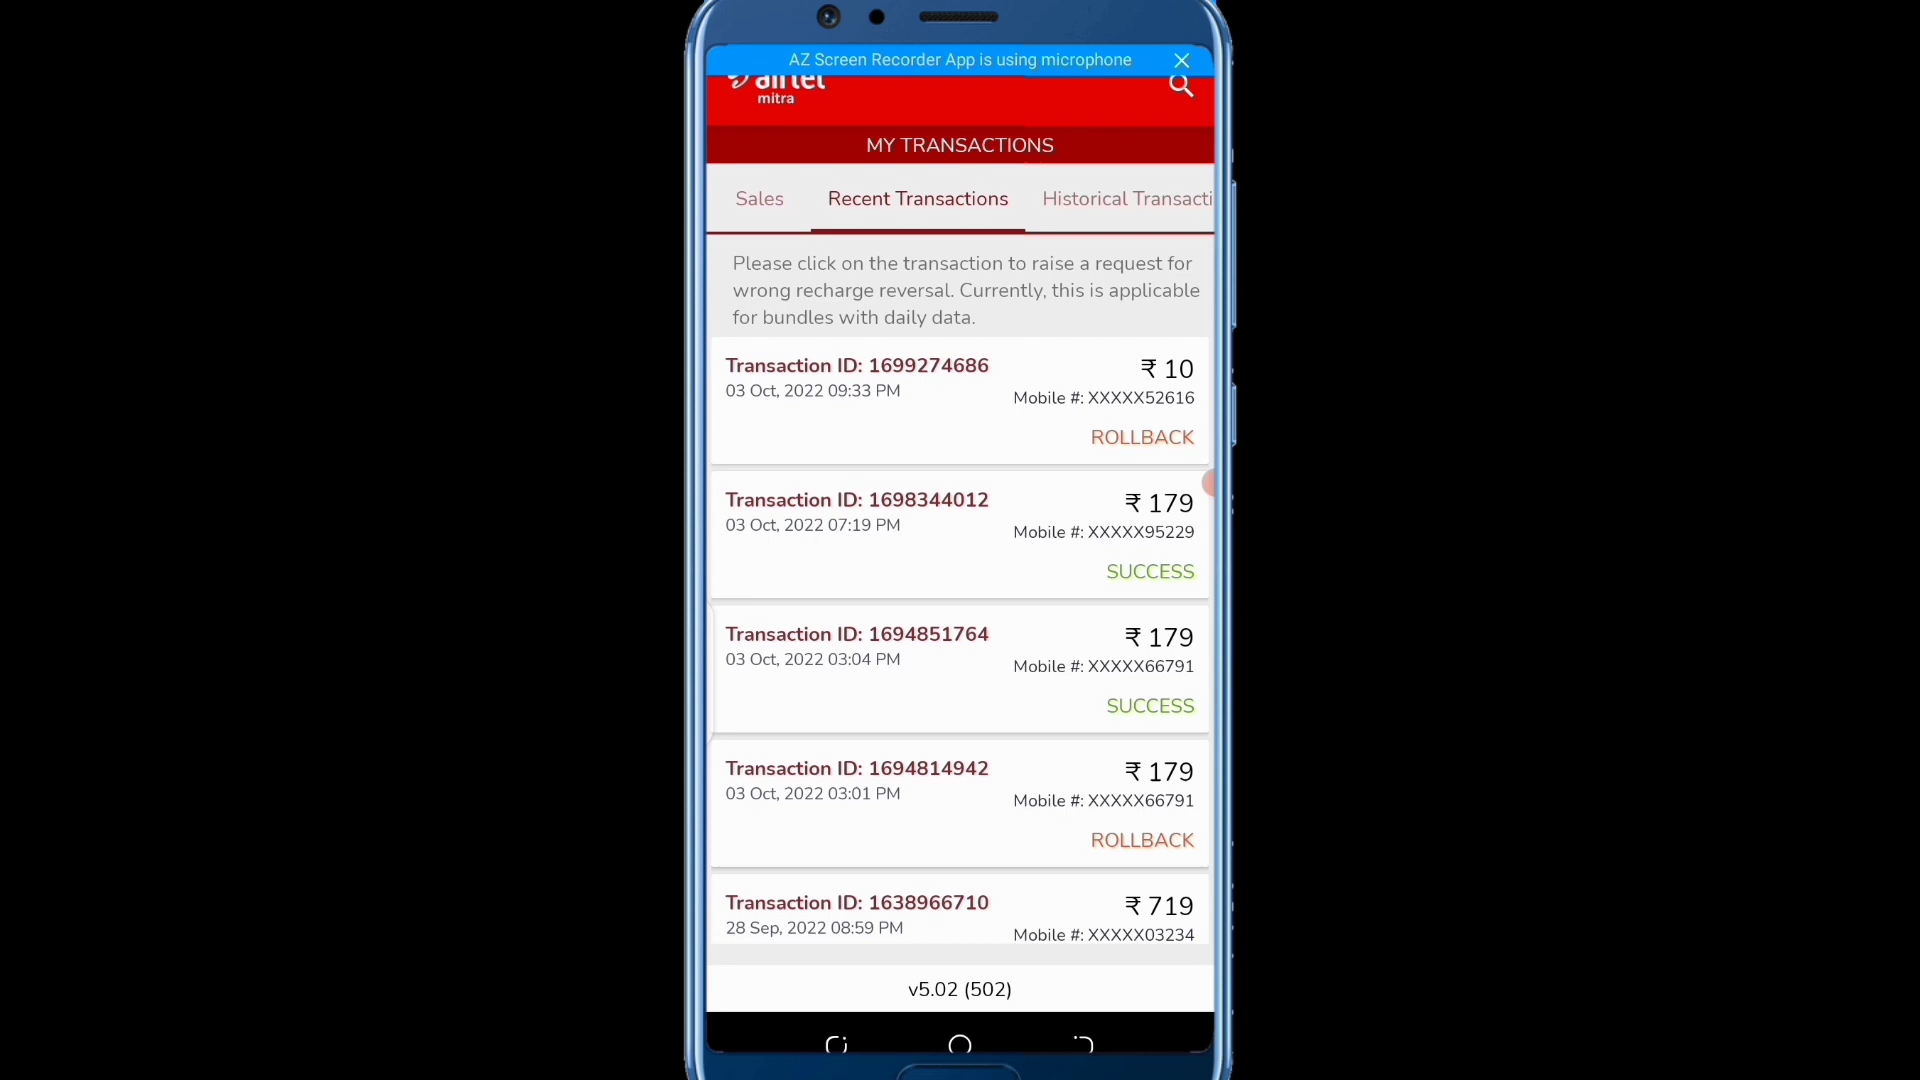 AZ Screen Recorder App is using microphone
airtel
mitra
MY TRANSACTIONS
Sales Recent Transactions Historical Transacti
Please click on the transaction to raise a request for
wrong recharge reversal. Currently, this is applicable
for bundles with daily data.
Transaction ID: 1699274686 ₹ 10
03 Oct, 2022 09:33 PM Mobile #: XXXXX52616
ROLLBACK
Transaction ID: 1698344012 ₹ 179
03 Oct, 2022 07:19 PM Mobile #: XXXXX95229
SUCCESS
Transaction ID: 1694851764 ₹ 179
03 Oct, 2022 03:04 PM Mobile #: XXXXX66791
SUCCESS
Transaction ID: 1694814942 ₹ 179
03 Oct, 2022 03:01 PM Mobile #: XXXXX66791
ROLLBACK
Transaction ID: 1638966710 ₹ 719
28 Sep, 2022 08:59 PM Mobile #: XXXXX03234
v5.02 (502)